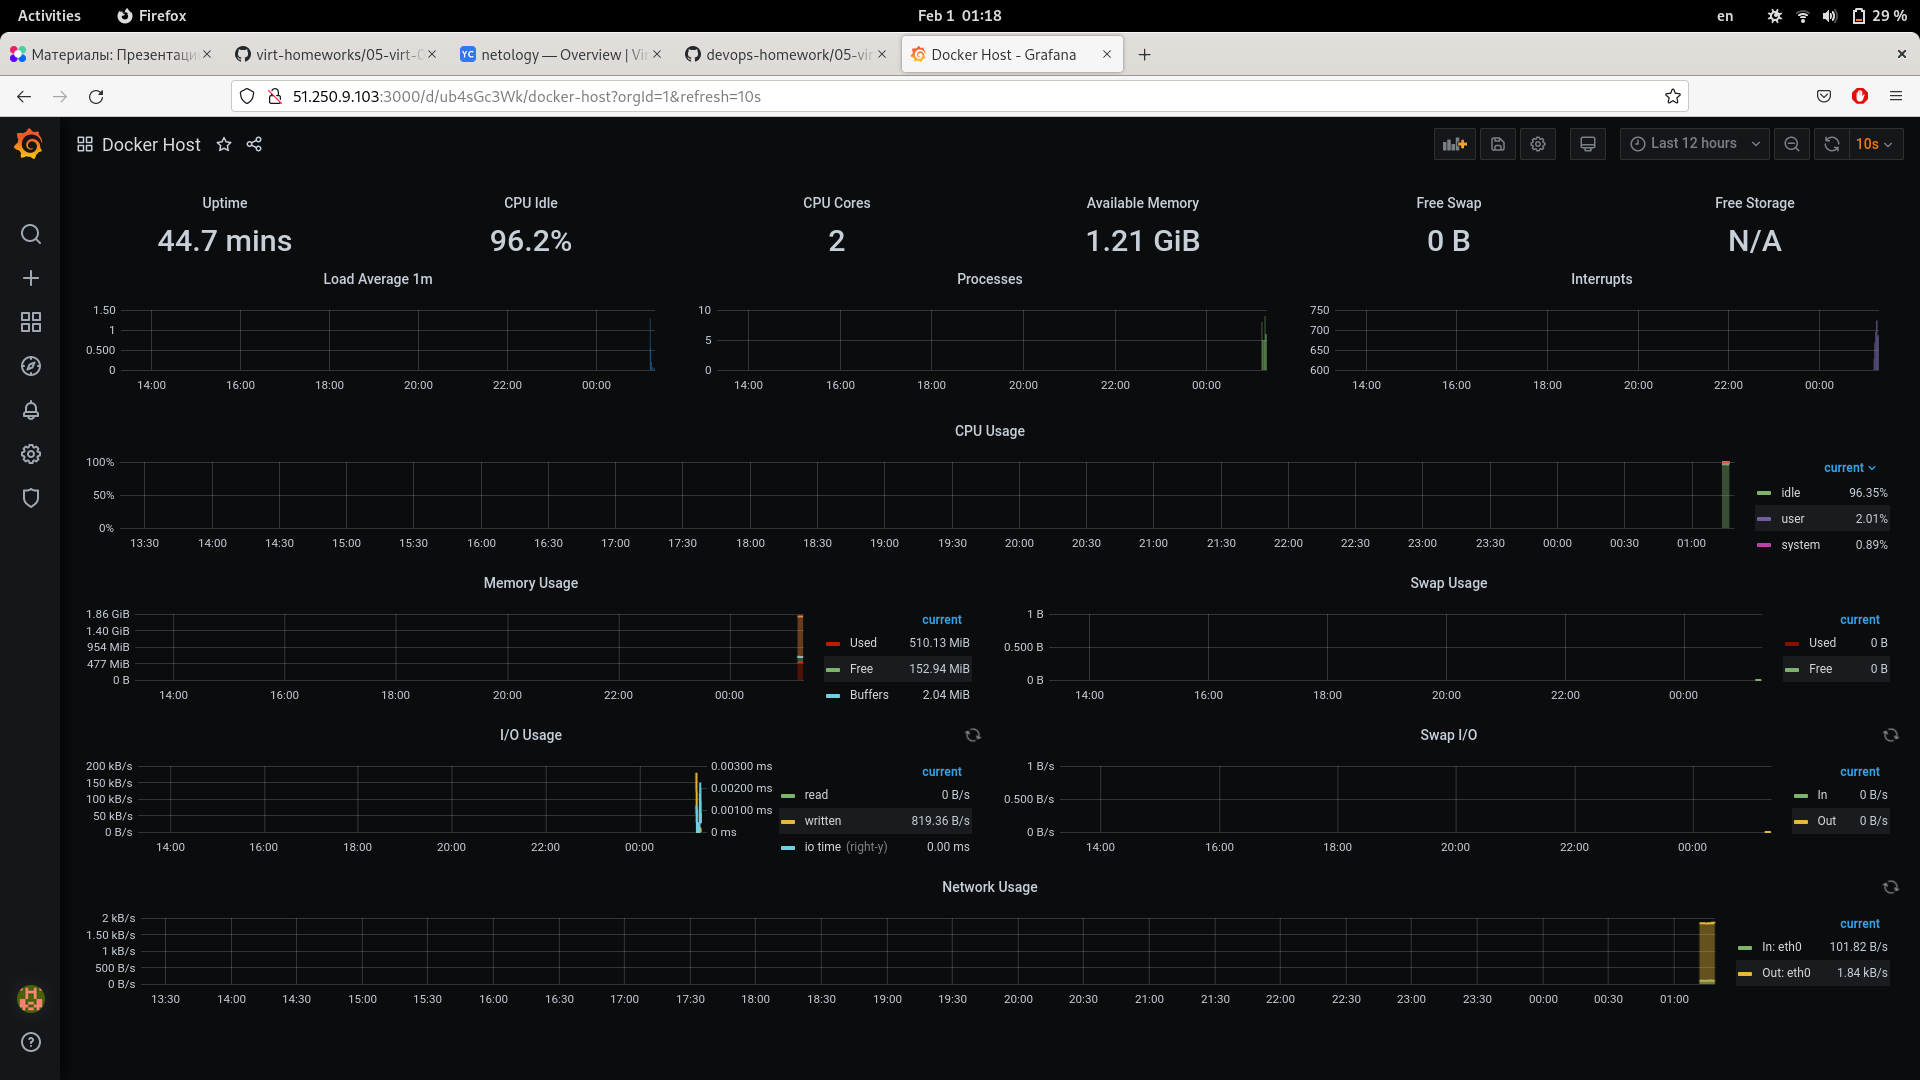 Activities Firefox Feb 1 01:18 en 29 %
Материалы: Презентаци virt-homeworks/05-virt-0 netology — Overview | Vir devops-homework/05-vir Docker Host - Grafana
51.250.9.103:3000/d/ub4sGc3Wk/docker-host?orgId=1&refresh=10s
Docker Host Last 12 hours 10s
Uptime CPU Idle CPU Cores Available Memory Free Swap Free Storage
44.7 mins 96.2% 2 1.21 GiB 0 B N/A
Load Average 1m
1.50
1
0.500
0
14:00 16:00 18:00 20:00 22:00 00:00
Processes
10
5
0
14:00 16:00 18:00 20:00 22:00 00:00
Interrupts
750
700
650
600
14:00 16:00 18:00 20:00 22:00 00:00
CPU Usage
100%
50%
0%
13:30 14:00 14:30 15:00 15:30 16:00 16:30 17:00 17:30 18:00 18:30 19:00 19:30 20:00 20:30 21:00 21:30 22:00 22:30 23:00 23:30 00:00 00:30 01:00
current
idle 96.35%
user 2.01%
system 0.89%
Memory Usage
1.86 GiB
1.40 GiB
954 MiB
477 MiB
0 B
14:00 16:00 18:00 20:00 22:00 00:00
current
Used 510.13 MiB
Free 152.94 MiB
Buffers 2.04 MiB
Swap Usage
1 B
0.500 B
0 B
14:00 16:00 18:00 20:00 22:00 00:00
current
Used 0 B
Free 0 B
I/O Usage
200 kB/s
150 kB/s
100 kB/s
50 kB/s
0 B/s
14:00 16:00 18:00 20:00 22:00 00:00
0.00300 ms
0.00200 ms
0.00100 ms
0 ms
current
read 0 B/s
written 819.36 B/s
io time (right-y) 0.00 ms
Swap I/O
1 B/s
0.500 B/s
0 B/s
14:00 16:00 18:00 20:00 22:00 00:00
current
In 0 B/s
Out 0 B/s
Network Usage
2 kB/s
1.50 kB/s
1 kB/s
500 B/s
0 B/s
13:30 14:00 14:30 15:00 15:30 16:00 16:30 17:00 17:30 18:00 18:30 19:00 19:30 20:00 20:30 21:00 21:30 22:00 22:30 23:00 23:30 00:00 00:30 01:00
current
In: eth0 101.82 B/s
Out: eth0 1.84 kB/s